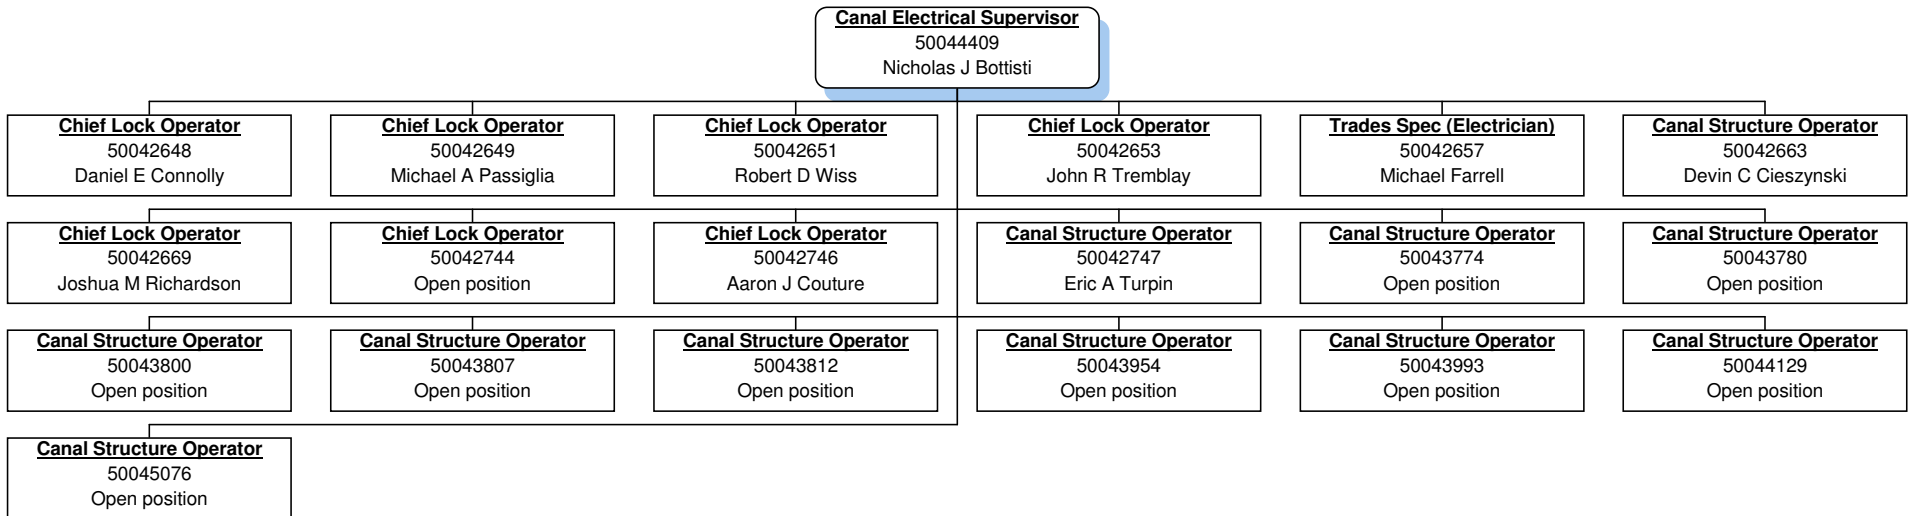 Canal Electrical Supervisor
50044409
Nicholas J Bottisti
Chief Lock Operator
50042648
Daniel E Connolly
Chief Lock Operator
50042649
Michael A Passiglia
Chief Lock Operator
50042651
Robert D Wiss
Chief Lock Operator
50042653
John R Tremblay
Trades Spec (Electrician)
50042657
Michael Farrell
Canal Structure Operator
50042663
Devin C Cieszynski
Chief Lock Operator
50042669
Joshua M Richardson
Chief Lock Operator
50042744
Open position
Chief Lock Operator
50042746
Aaron J Couture
Canal Structure Operator
50042747
Eric A Turpin
Canal Structure Operator
50043774
Open position
Canal Structure Operator
50043780
Open position
Canal Structure Operator
50043800
Open position
Canal Structure Operator
50043807
Open position
Canal Structure Operator
50043812
Open position
Canal Structure Operator
50043954
Open position
Canal Structure Operator
50043993
Open position
Canal Structure Operator
50044129
Open position
Canal Structure Operator
50045076
Open position